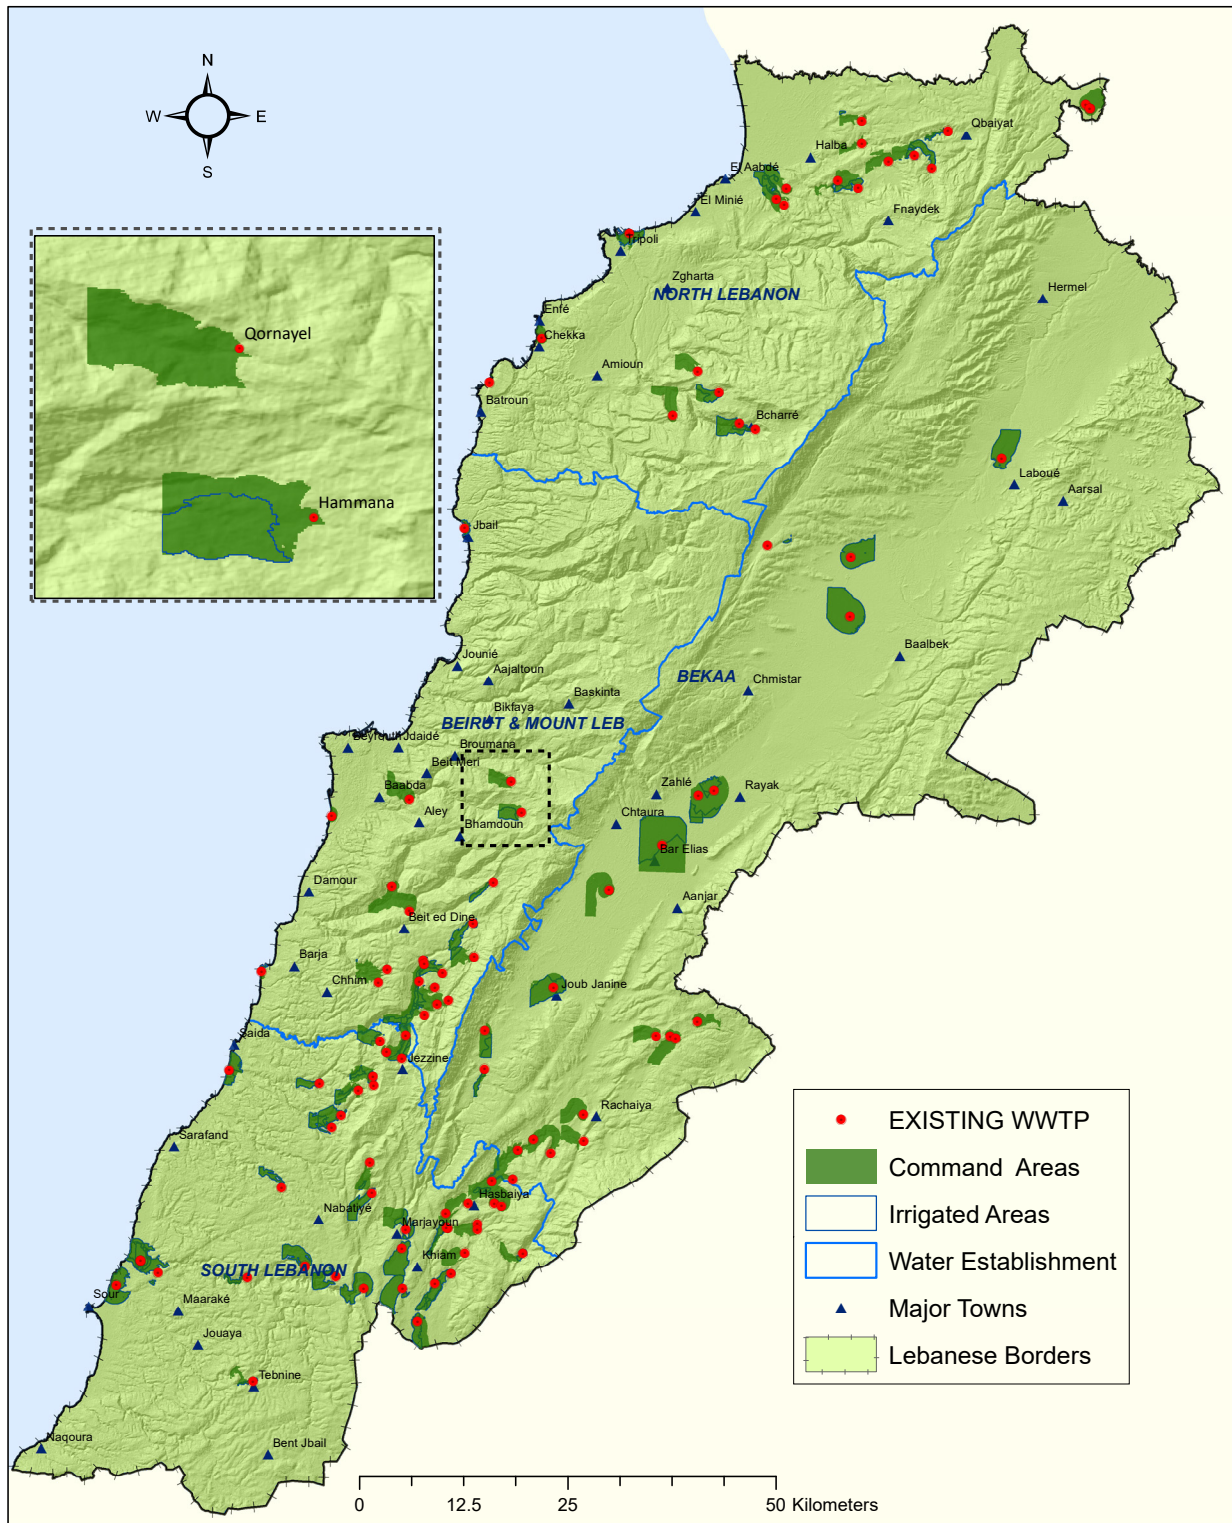 N
W E
S
Qbaiyat
Halba
El Aabdé
El Minié
Fnaydek
Tripoli
Zgharta
NORTH LEBANON
Hermel
Qornayel
Enfé
Chekka
Amioun
Batroun
Bcharré
Laboué
Aarsal
Hammana
Jbail
Baalbek
Jounié
Aajaltoun
BEKAA
Chmistar
Baskinta
Bikfaya
BEIRUT & MOUNT LEB
Beyrouth Jdaidé
Broumana
Beit Meri
Baabda
Zahlé
Rayak
Aley
Chtaura
Bhamdoun
Bar Elias
Damour
Aanjar
Beit ed Dine
Barja
Chhim
Joub Janine
Saida
Jezzine
Rachaiya
EXISTING WWTP
Sarafand
Command Areas
Hasbaiya
Irrigated Areas
Nabatiyé
Marjayoun
Khiam
Water Establishment
SOUTH LEBANON
Sour
Maaraké
Major Towns
Jouaya
Lebanese Borders
Tebnine
Naqoura
Bent Jbail
0 12.5 25 50 Kilometers